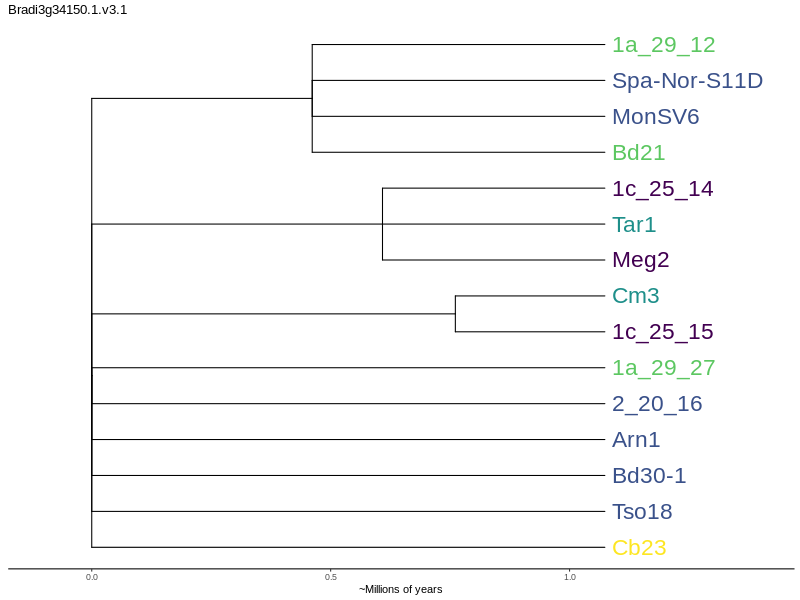 Bradi3g34150.1.v3.1
1a_29_12
Spa-Nor-S11D
MonSV6
Bd21
1c_25_14
Tar1
Meg2
Cm3
1c_25_15
1a_29_27
2_20_16
Arn1
Bd30-1
Tso18
Cb23
0.0 0.5 1.0
~Millions of years